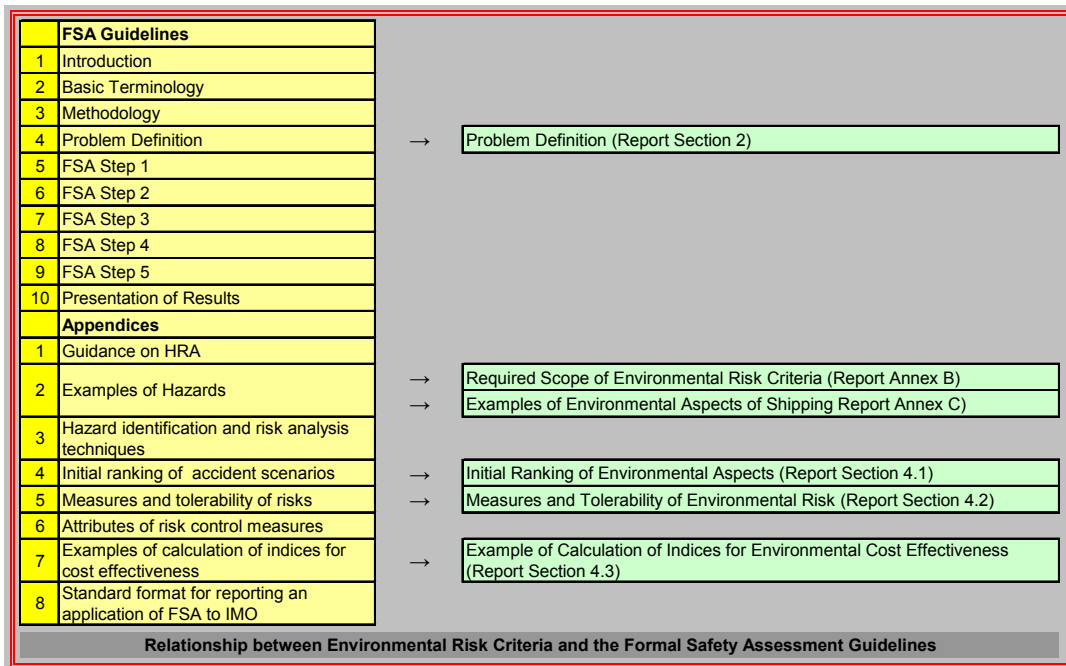 FSA Guidelines
1 Introduction
2 Basic Terminology
3 Methodology
4 Problem Definition → Problem Definition (Report Section 2)
5 FSA Step 1
6 FSA Step 2
7 FSA Step 3
8 FSA Step 4
9 FSA Step 5
10 Presentation of Results
Appendices
1 Guidance on HRA
2 Examples of Hazards
→ Required Scope of Environmental Risk Criteria (Report Annex B)
→ Examples of Environmental Aspects of Shipping Report Annex C)
3 Hazard identification and risk analysis
techniques
4 Initial ranking of accident scenarios → Initial Ranking of Environmental Aspects (Report Section 4.1)
5 Measures and tolerability of risks → Measures and Tolerability of Environmental Risk (Report Section 4.2)
6 Attributes of risk control measures
7 Examples of calculation of indices for
cost effectiveness
→ Example of Calculation of Indices for Environmental Cost Effectiveness
(Report Section 4.3)
8 Standard format for reporting an
application of FSA to IMO
Relationship between Environmental Risk Criteria and the Formal Safety Assessment Guidelines